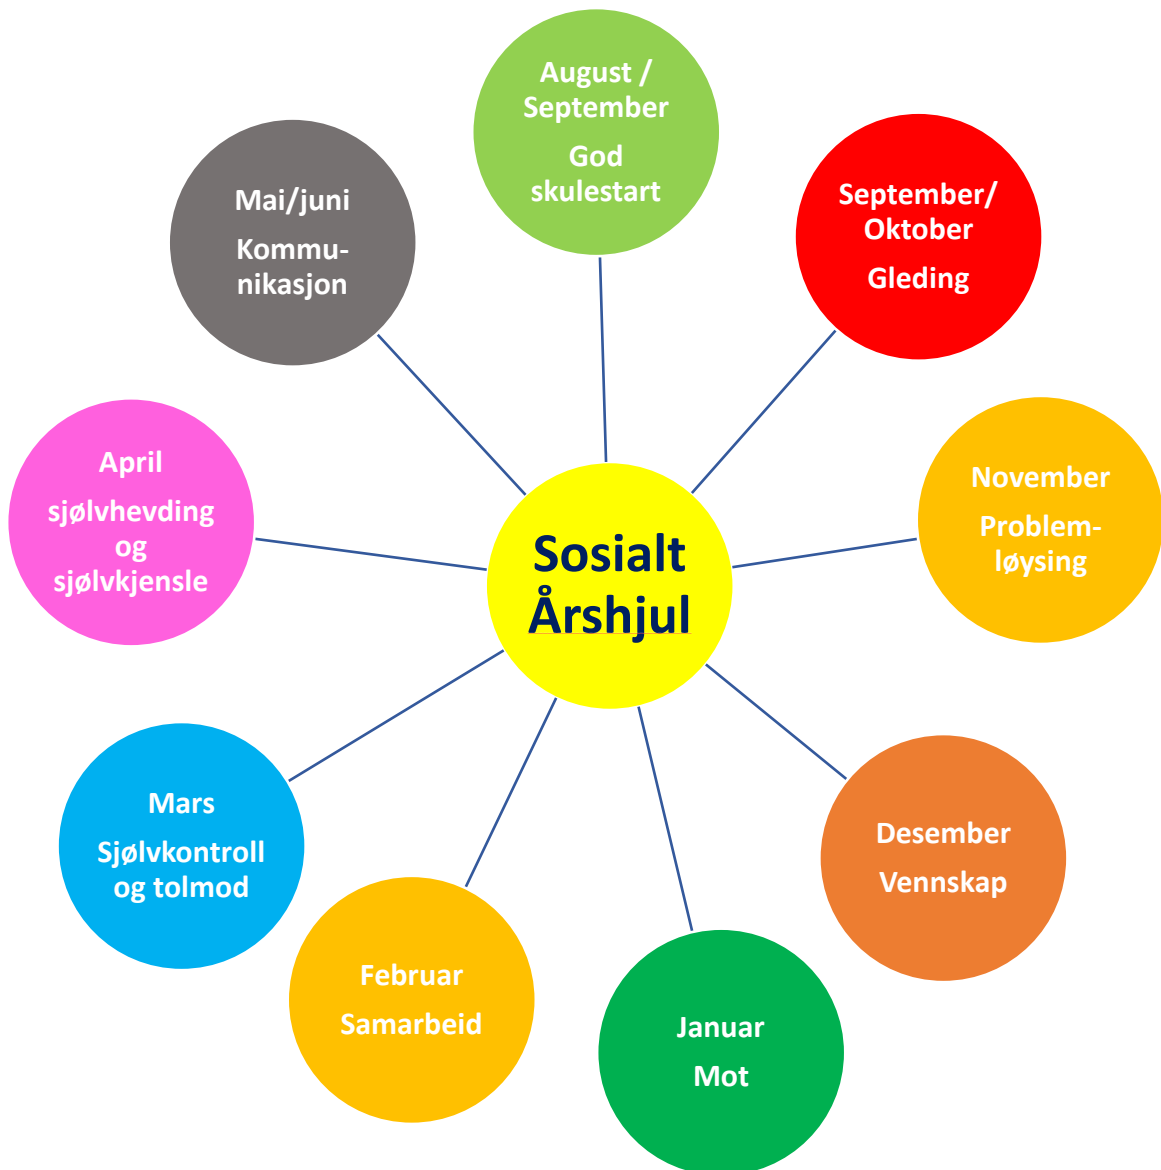 August /
September
God
skulestart
September/
Oktober
Gleding
November
Problem-
løysing
Desember
Vennskap
Januar
Mot
Februar
Samarbeid
Mars
Sjølvkontroll
og tolmod
April
sjølvhevding
og
sjølvkjensle
Mai/juni
Kommu-
nikasjon
Sosialt
Årshjul